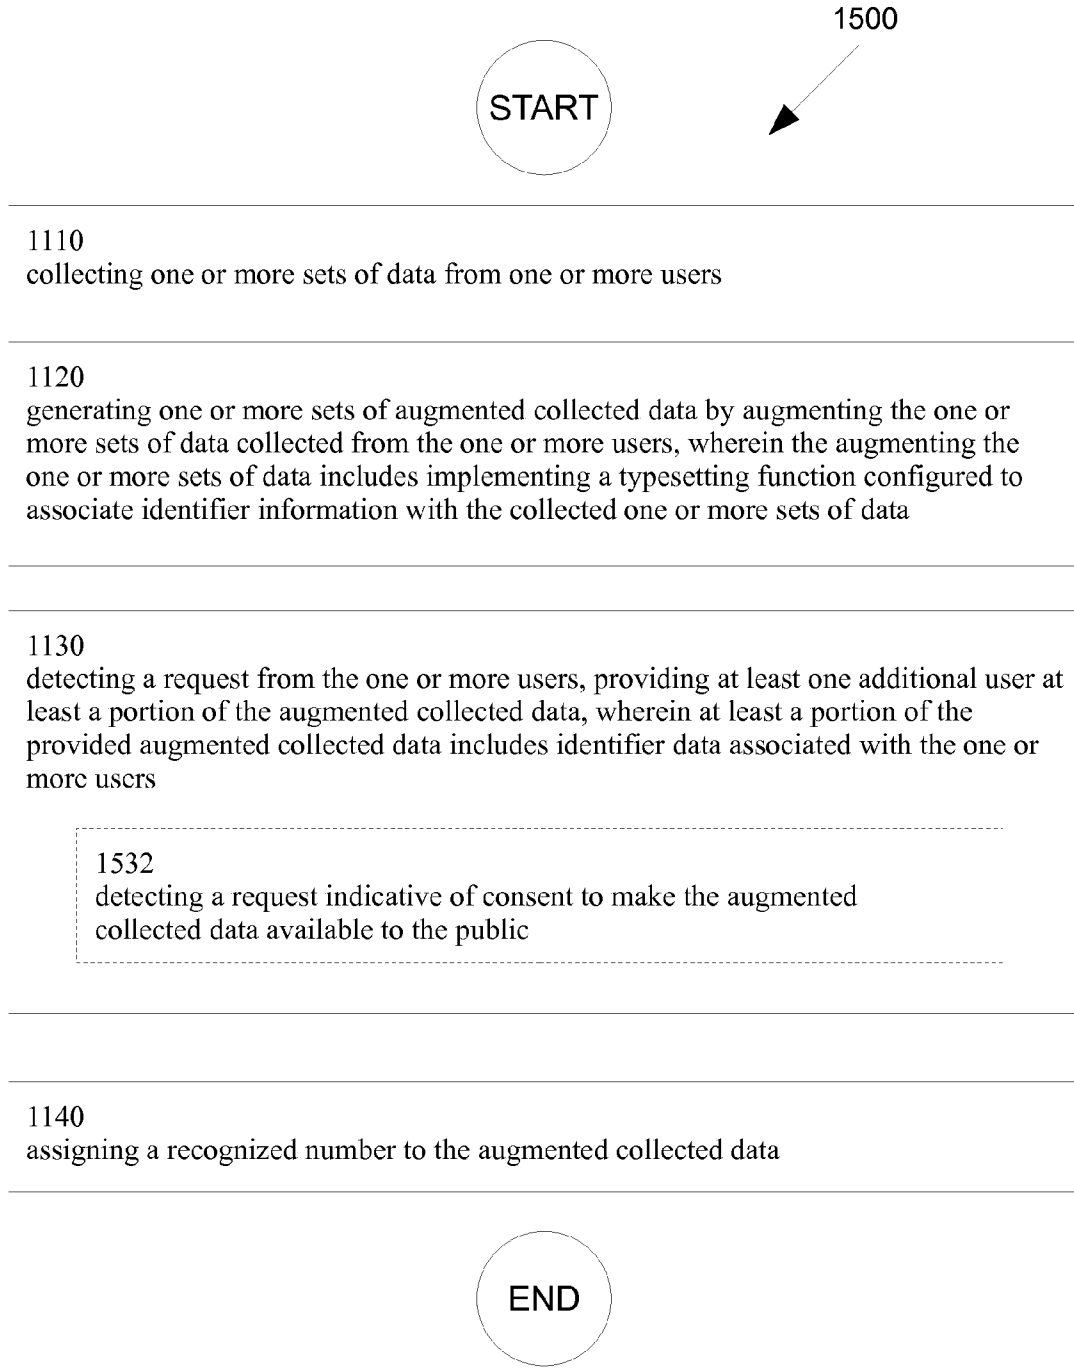 1500
START
1110
collecting one or more sets of data from one or more users
1120
generating one or more sets of augmented collected data by augmenting the one or
more sets of data collected from the one or more users, wherein the augmenting the
one or more sets of data includes implementing a typesetting function configured to
associate identifier information with the collected one or more sets of data
1130
detecting a request from the one or more users, providing at least one additional user at
least a portion of the augmented collected data, wherein at least a portion of the
provided augmented collected data includes identifier data associated with the one or
more users
1532
detecting a request indicative of consent to make the augmented
collected data available to the public
1140
assigning a recognized number to the augmented collected data
END